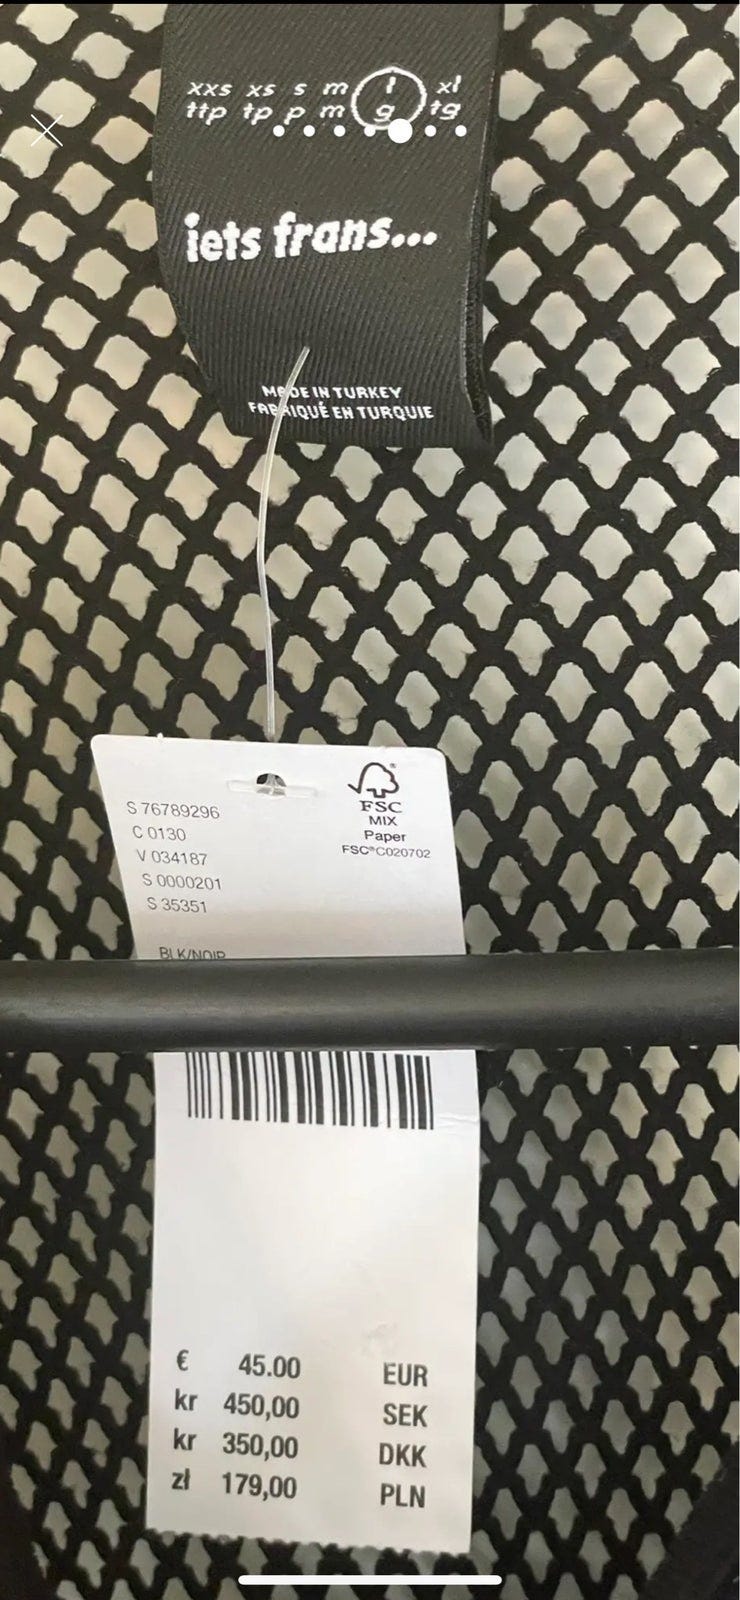 xxs xs s m l xl
ttp tp p m g tg
iets frans...
MADE IN TURKEY
FABRIQUÉ EN TURQUIE
S 76789296
C 0130
V 034187
S 0000201
S 35351
FSC®
MIX
Paper
FSC® C020702
BLK/NOIR
€ 45.00 EUR
kr 450,00 SEK
kr 350,00 DKK
zł 179,00 PLN